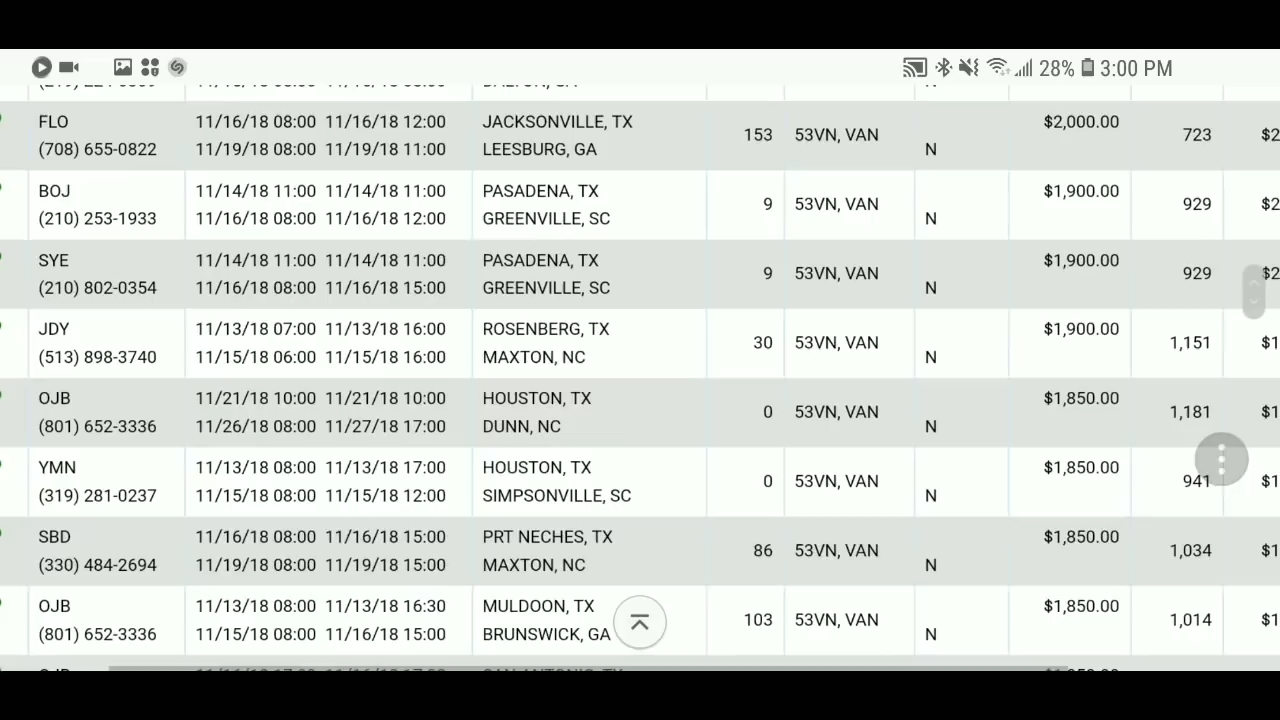 28% 3:00 PM
FLO 11/16/18 08:00 11/16/18 12:00 JACKSONVILLE, TX $2,000.00
153 53VN, VAN 723
(708) 655-0822 11/19/18 08:00 11/19/18 11:00 LEESBURG, GA N
BOJ 11/14/18 11:00 11/14/18 11:00 PASADENA, TX $1,900.00
9 53VN, VAN 929
(210) 253-1933 11/16/18 08:00 11/16/18 12:00 GREENVILLE, SC N
SYE 11/14/18 11:00 11/14/18 11:00 PASADENA, TX $1,900.00
9 53VN, VAN 929
(210) 802-0354 11/16/18 08:00 11/16/18 15:00 GREENVILLE, SC N
JDY 11/13/18 07:00 11/13/18 16:00 ROSENBERG, TX $1,900.00
30 53VN, VAN 1,151
(513) 898-3740 11/15/18 06:00 11/15/18 16:00 MAXTON, NC N
OJB 11/21/18 10:00 11/21/18 10:00 HOUSTON, TX $1,850.00
0 53VN, VAN 1,181
(801) 652-3336 11/26/18 08:00 11/27/18 17:00 DUNN, NC N
YMN 11/13/18 08:00 11/13/18 17:00 HOUSTON, TX $1,850.00
0 53VN, VAN 941
(319) 281-0237 11/15/18 08:00 11/15/18 12:00 SIMPSONVILLE, SC N
SBD 11/16/18 08:00 11/16/18 15:00 PRT NECHES, TX $1,850.00
86 53VN, VAN 1,034
(330) 484-2694 11/19/18 08:00 11/19/18 15:00 MAXTON, NC N
OJB 11/13/18 08:00 11/13/18 16:30 MULDOON, TX $1,850.00
103 53VN, VAN 1,014
(801) 652-3336 11/15/18 08:00 11/16/18 15:00 BRUNSWICK, GA N